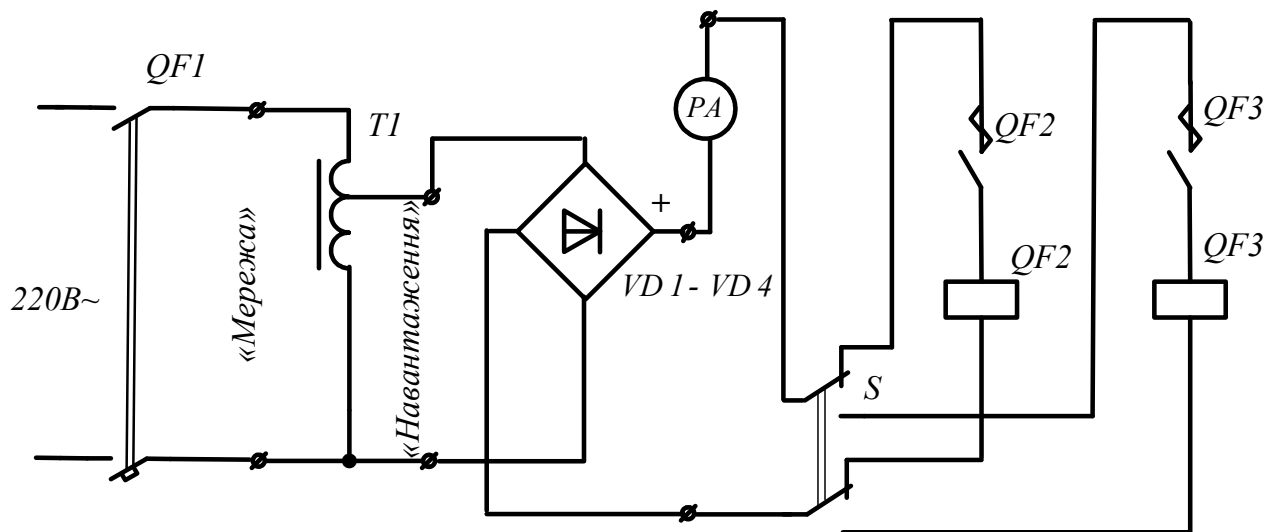 QF1
T1
PA
QF2
QF3
«Мережа»
«Навантаження»
+
VD 1 - VD 4
QF2
QF3
220В~
S